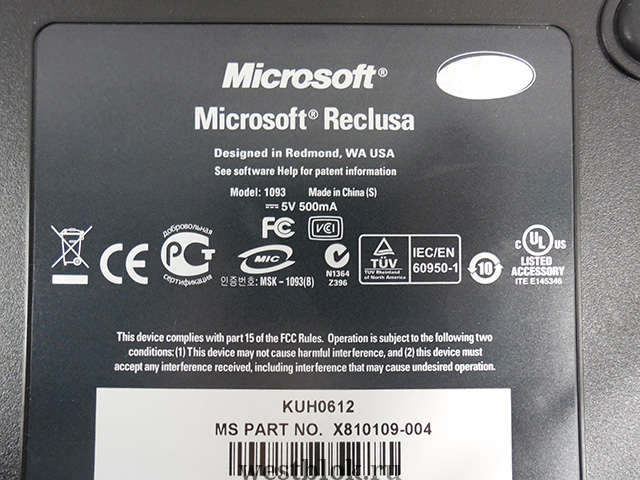 Microsoft®
Microsoft® Reclusa
Designed in Redmond, WA USA
See software Help for patent information
Model: 1093 Made in China (S)
5V 500mA
FC VCI
добровольная
РСТ
сертификация
CE
MIC
인증번호: MSK - 1093(B)
N1364
Z396
TÜV
TÜV Rheinland
of North America
IEC/EN
60950-1
10
C UL US
LISTED
ACCESSORY
ITE E145346
This device complies with part 15 of the FCC Rules. Operation is subject to the following two
conditions: (1) This device may not cause harmful interference, and (2) this device must
accept any interference received, including interference that may cause undesired operation.
KUH0612
MS PART NO. X810109-004
westblok.ru